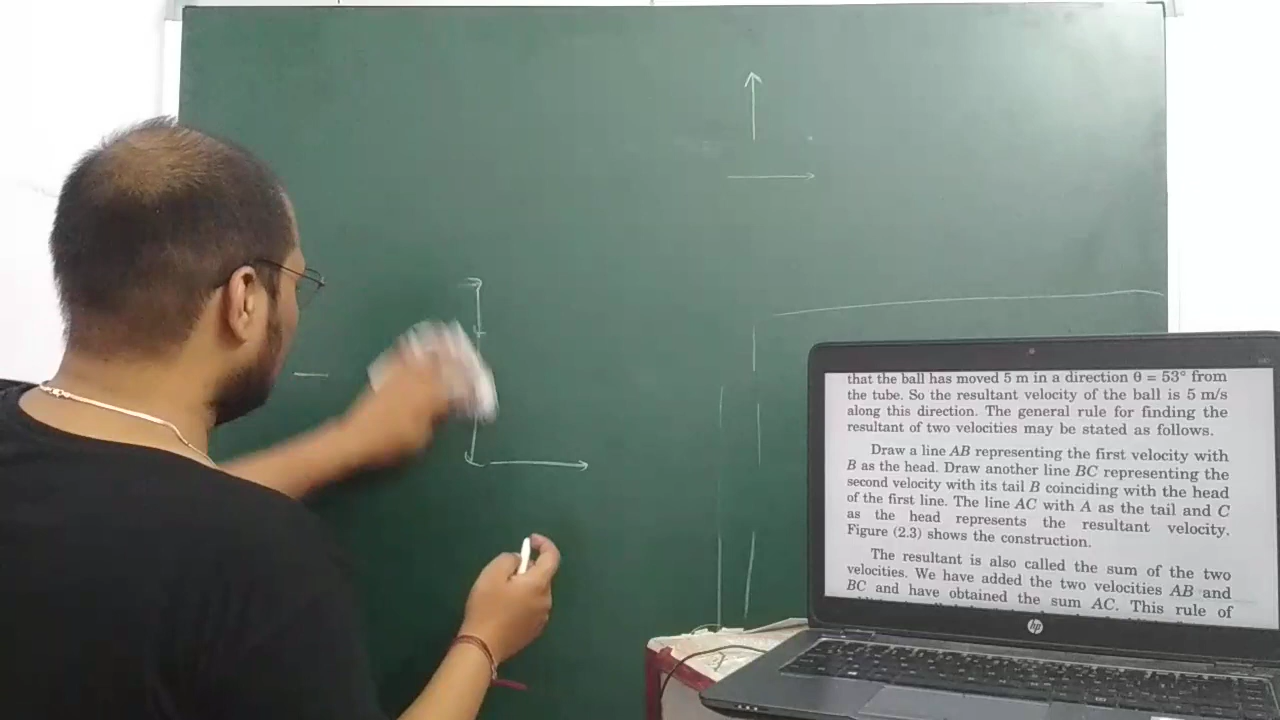 that the ball has moved 5 m in a direction θ = 53° from
the tube. So the resultant velocity of the ball is 5 m/s
along this direction. The general rule for finding the
resultant of two velocities may be stated as follows.
Draw a line AB representing the first velocity with
B as the head. Draw another line BC representing the
second velocity with its tail B coinciding with the head
of the first line. The line AC with A as the tail and C
as the head represents the resultant velocity.
Figure (2.3) shows the construction.
The resultant is also called the sum of the two
velocities. We have added the two velocities AB and
BC and have obtained the sum AC. This rule of
hp